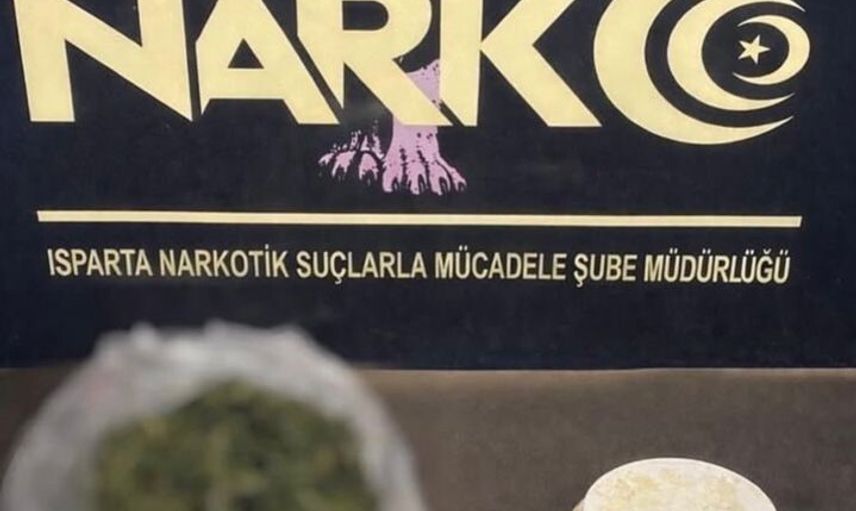 NARKO
ISPARTA NARKOTİK SUÇLARLA MÜCADELE ŞUBE MÜDÜRLÜĞÜ